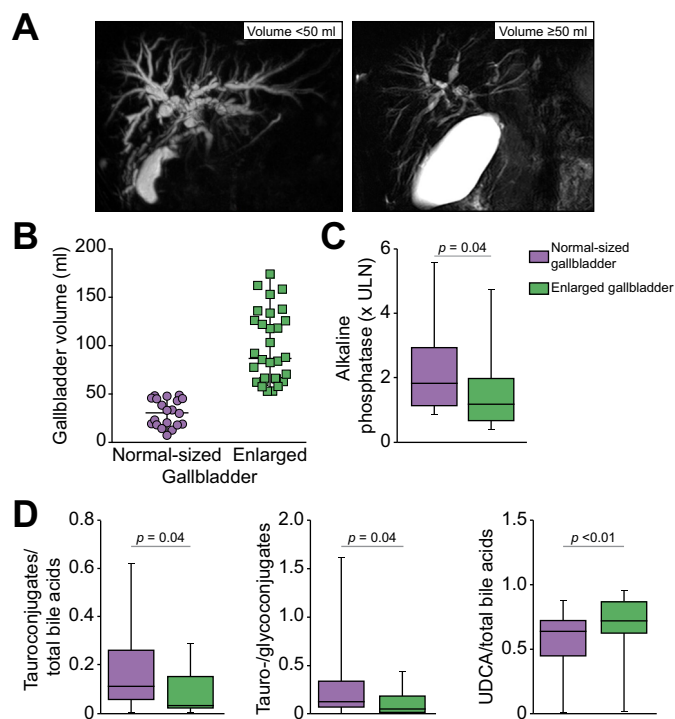 A
Volume <50 ml
Volume ≥50 ml
B
Gallbladder volume (ml)
200
150
100
50
0
Normal-sized
Enlarged
Gallbladder
C
Alkaline
phosphatase (x ULN)
6
4
2
0
p = 0.04
Normal-sized
gallbladder
Enlarged gallbladder
D
Tauroconjugates/
total bile acids
0.8
0.6
0.4
0.2
0
p = 0.04
Tauro-/glycoconjugates
2.0
1.5
1.0
0.5
0
p = 0.04
UDCA/total bile acids
1.5
1.0
0.5
0
p <0.01